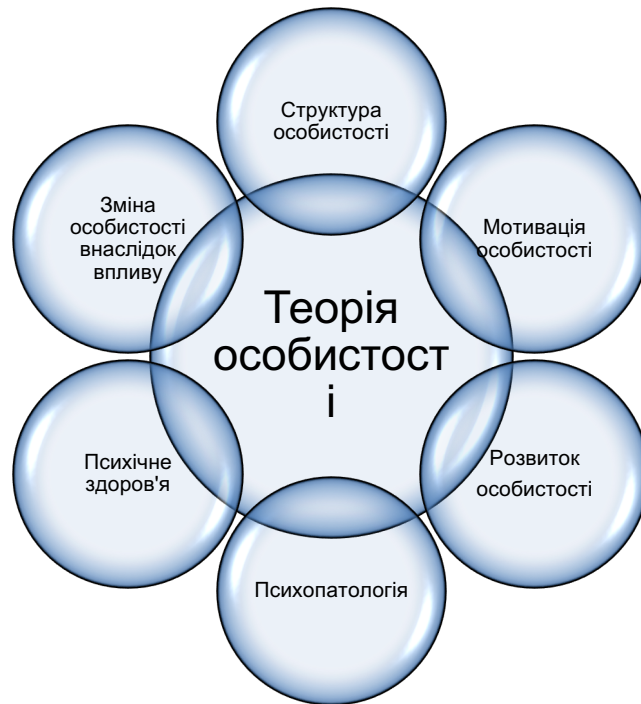 Структура
особистості
Зміна
особистості
внаслідок
впливу
Мотивація
особистості
Теорія
особистост
і
Психічне
здоров'я
Розвиток
особистості
Психопатологія